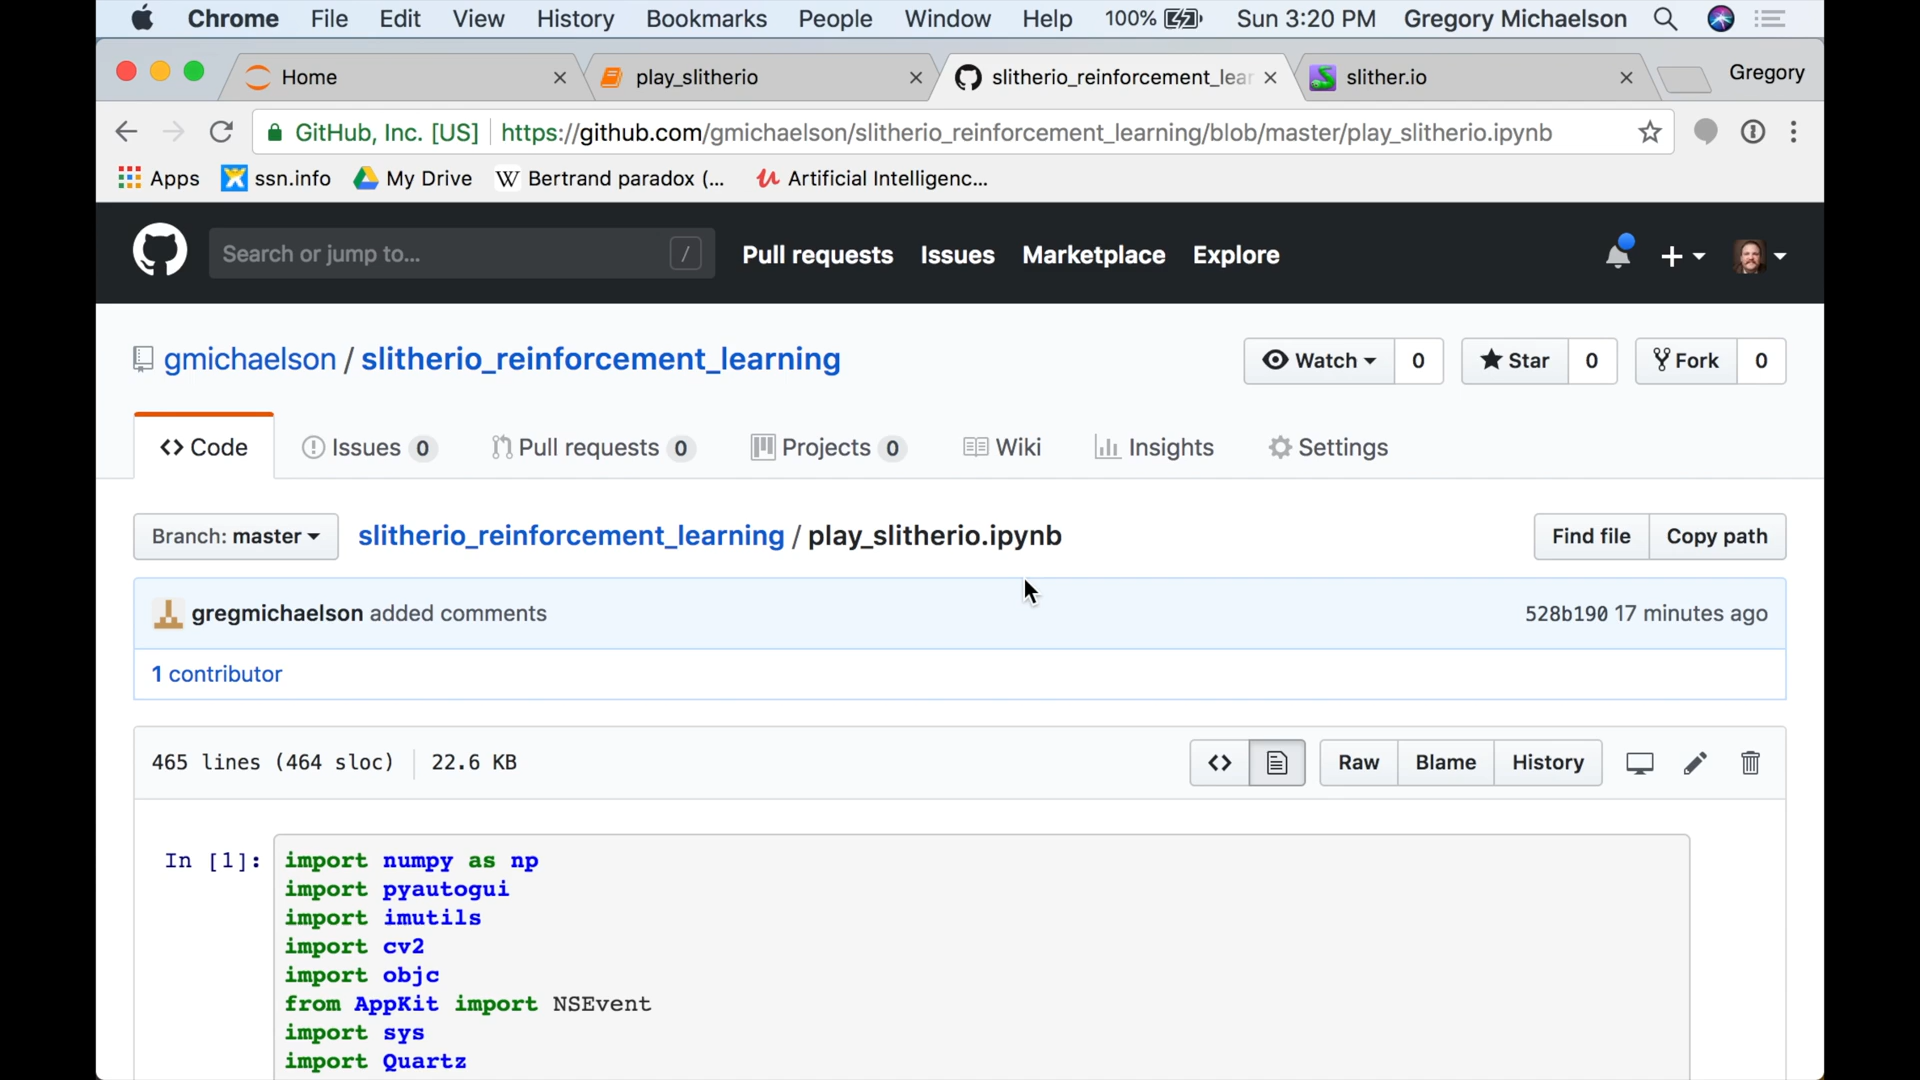 Chrome File Edit View History Bookmarks People Window Help 100% Sun 3:20 PM Gregory Michaelson
Home play_slitherio slitherio_reinforcement_lear slither.io Gregory
GitHub, Inc. [US] https://github.com/gmichaelson/slitherio_reinforcement_learning/blob/master/play_slitherio.ipynb
Apps ssn.info My Drive W Bertrand paradox (... Artificial Intelligenc...
Search or jump to... / Pull requests Issues Marketplace Explore
gmichaelson / slitherio_reinforcement_learning Watch 0 Star 0 Fork 0
<> Code Issues 0 Pull requests 0 Projects 0 Wiki Insights Settings
Branch: master slitherio_reinforcement_learning / play_slitherio.ipynb Find file Copy path
gregmichaelson added comments 528b190 17 minutes ago
1 contributor
465 lines (464 sloc) 22.6 KB <> Raw Blame History
In [1]: import numpy as np
import pyautogui
import imutils
import cv2
import objc
from AppKit import NSEvent
import sys
import Quartz